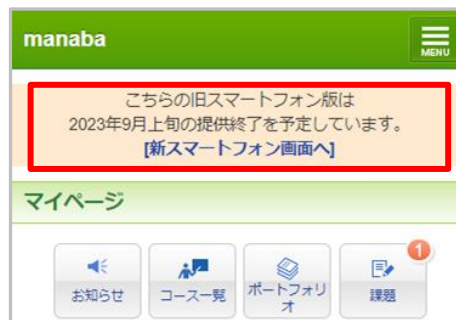 manaba
MENU
こちらの旧スマートフォン版は
2023年9月上旬の提供終了を予定しています。
[新スマートフォン画面へ]
マイページ
1
お知らせ
コース一覧
ポートフォリ
オ
課題